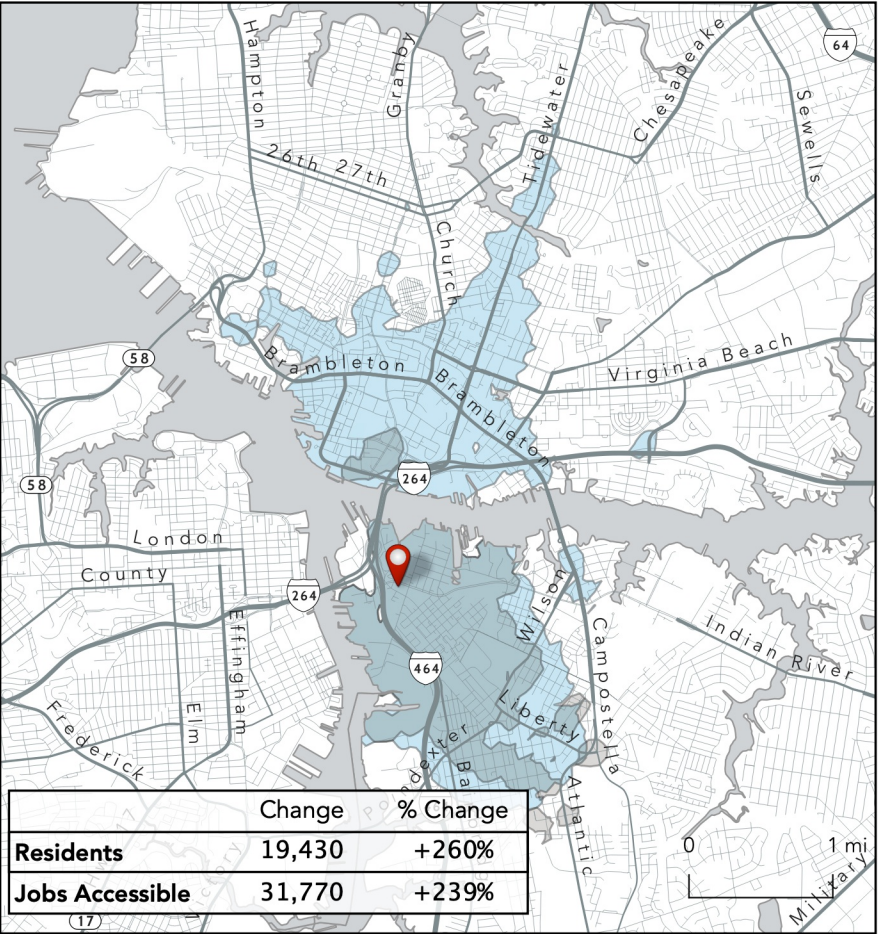 64
Hampton
Granby
Tidewater
Chesapeake
Sewells
26th 27th
Church
58
Brambleton
Brambleton
Virginia Beach
58
264
London
County
264
Effingham
Elm
Frederick
Wilson
Campostella
Indian River
464
Liberty
Poindexter
Ba
Atlantic
Change % Change
Residents 19,430 +260%
Jobs Accessible 31,770 +239%
17
0 1 mi
Military